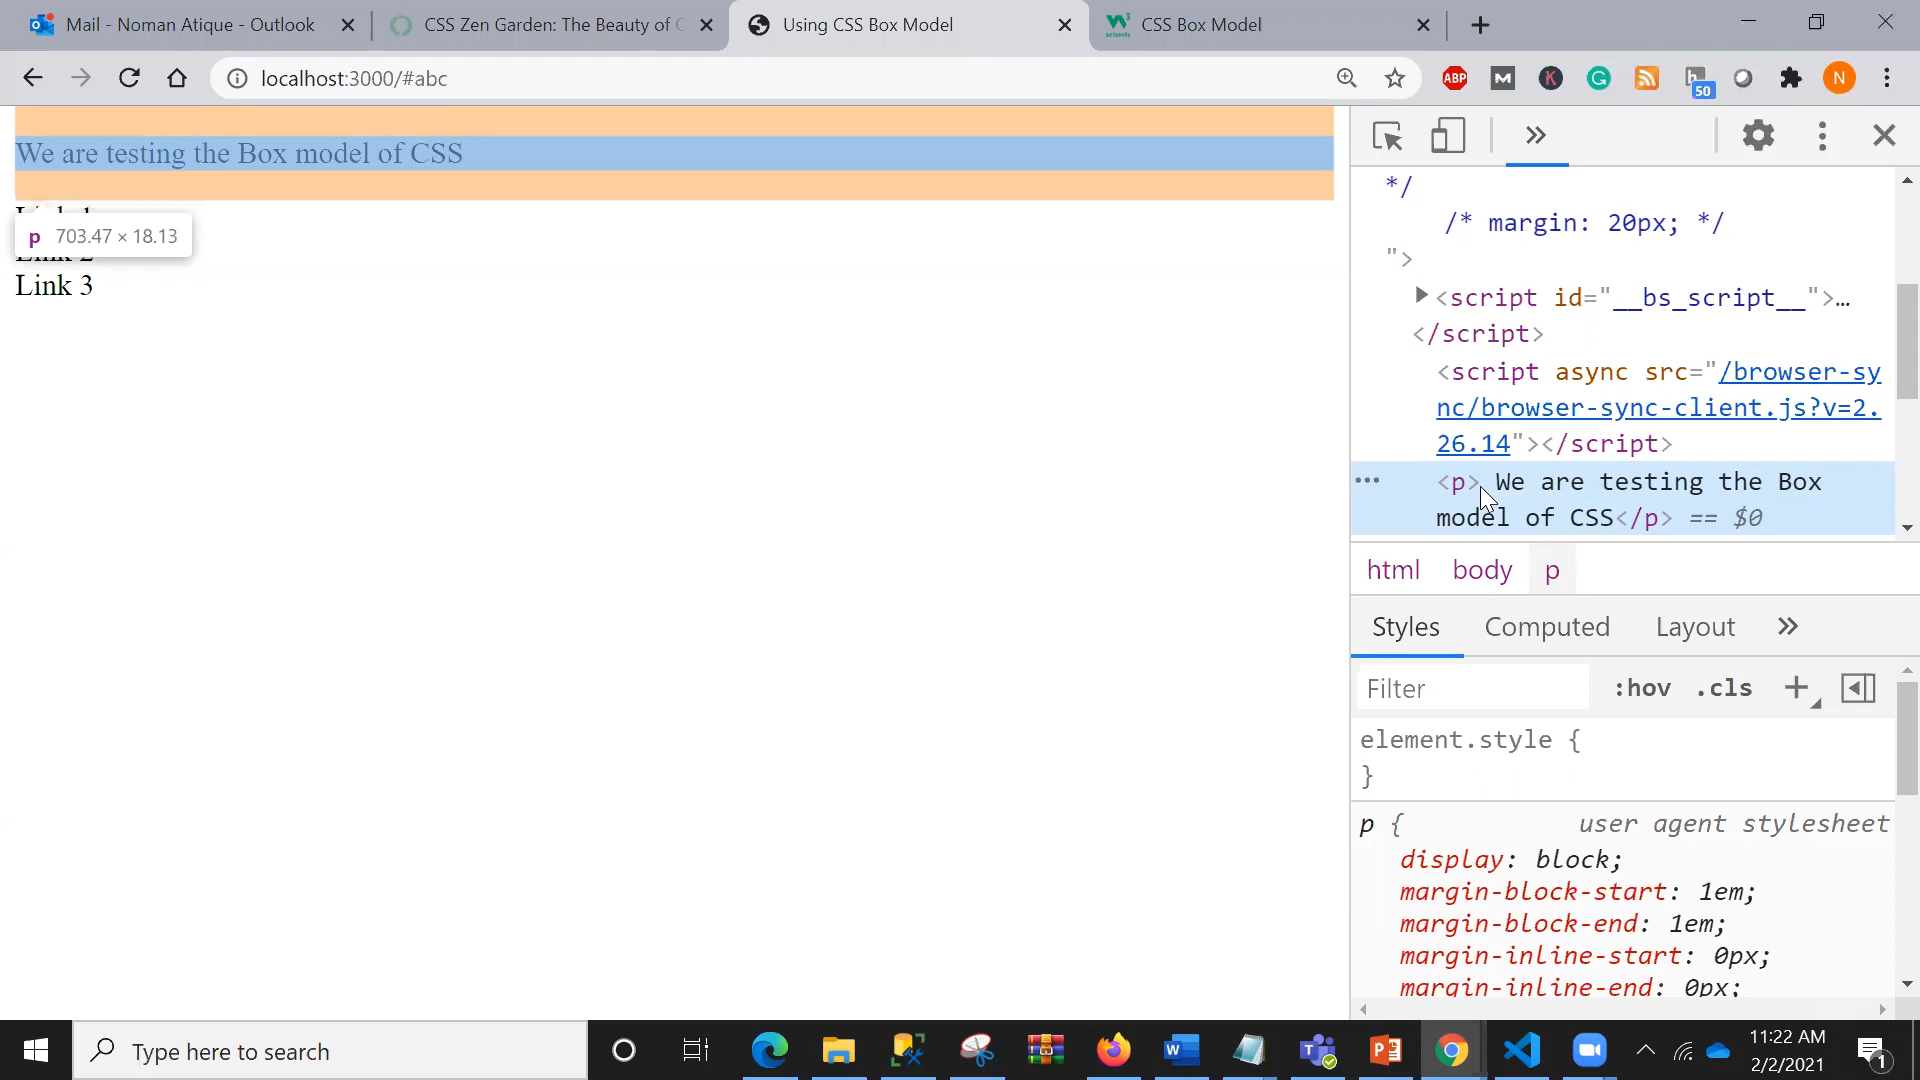 Mail - Noman Atique - Outlook
CSS Zen Garden: The Beauty of C
Using CSS Box Model
CSS Box Model
localhost:3000/#abc
ABP
M
K
G
50
N
We are testing the Box model of CSS
p 703.47 × 18.13
Link 3
*/
/* margin: 20px; */
">
<script id="__bs_script__">…
</script>
<script async src="/browser-sy
nc/browser-sync-client.js?v=2.
26.14"></script>
<p> We are testing the Box
model of CSS</p> == $0
html body p
Styles Computed Layout
Filter :hov .cls
element.style {
}
p { user agent stylesheet
display: block;
margin-block-start: 1em;
margin-block-end: 1em;
margin-inline-start: 0px;
margin-inline-end: 0px;
Type here to search
11:22 AM
2/2/2021
1